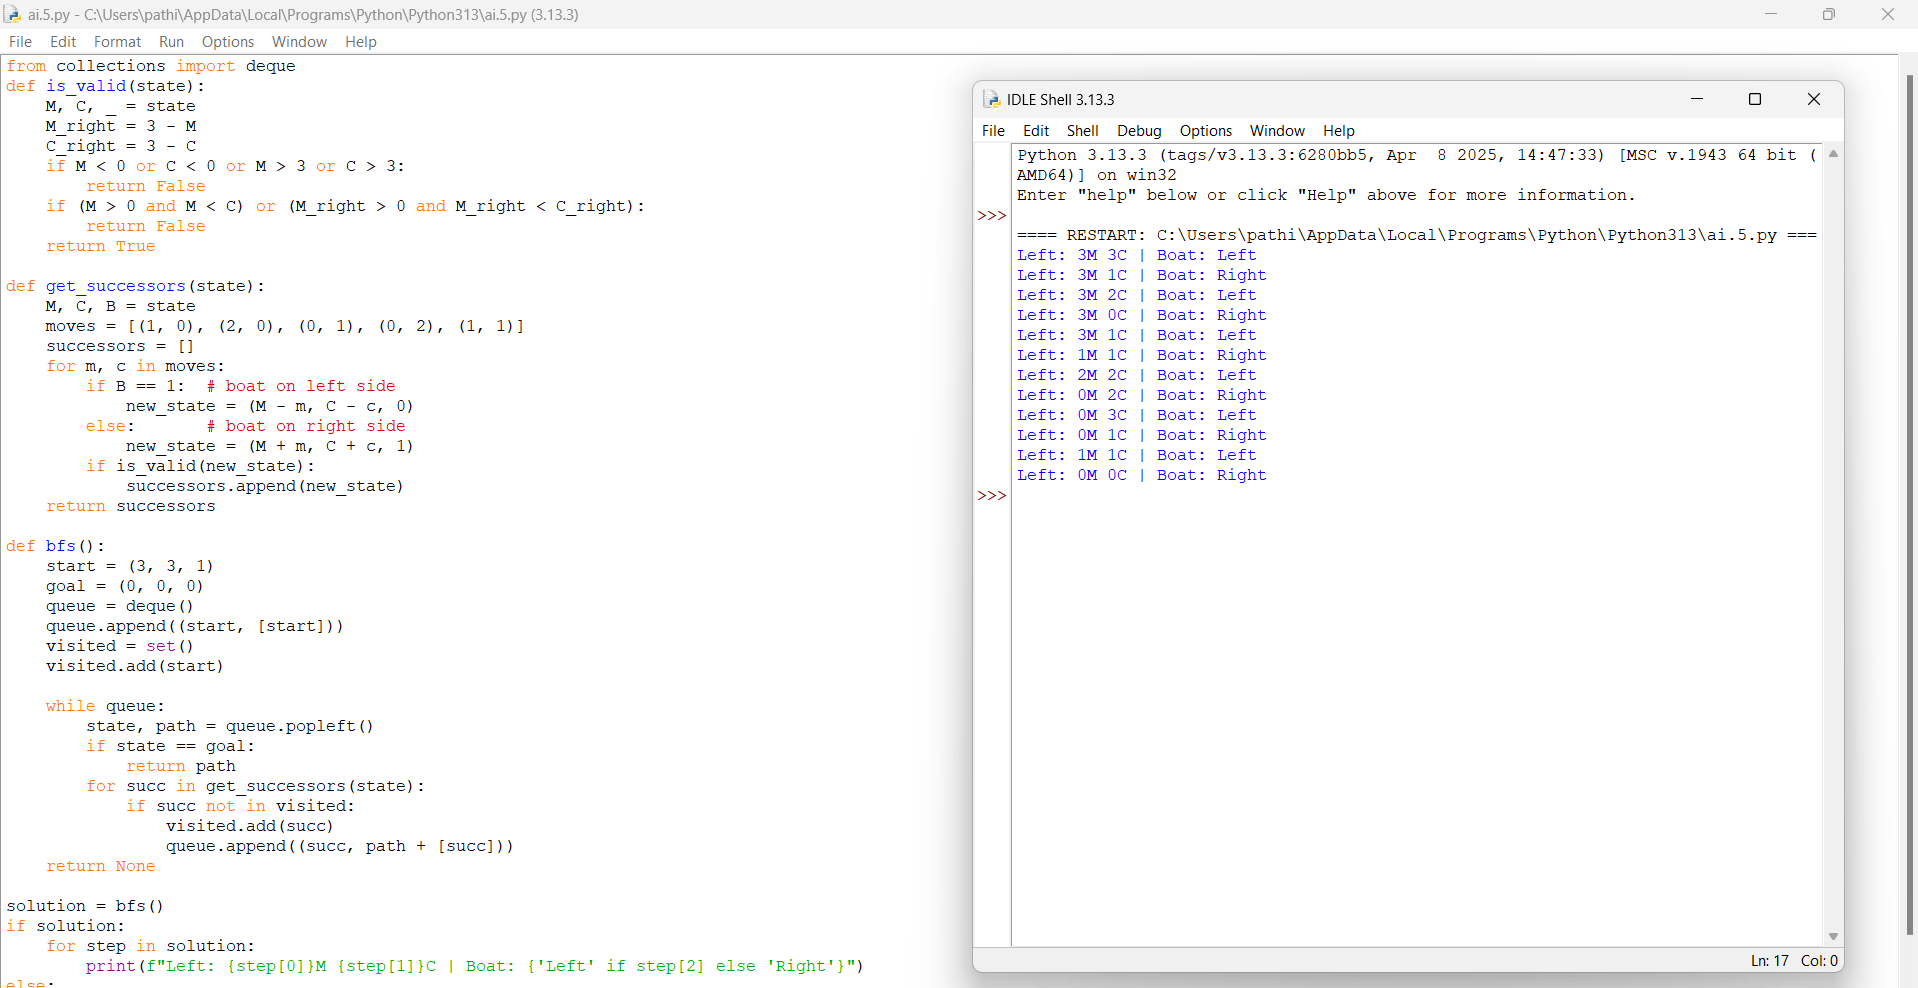 ai.5.py - C:\Users\pathi\AppData\Local\Programs\Python\Python313\ai.5.py (3.13.3)
File Edit Format Run Options Window Help
from collections import deque
def is_valid(state):
    M, C, _ = state
    M_right = 3 - M
    C_right = 3 - C
    if M < 0 or C < 0 or M > 3 or C > 3:
        return False
    if (M > 0 and M < C) or (M_right > 0 and M_right < C_right):
        return False
    return True
def get_successors(state):
    M, C, B = state
    moves = [(1, 0), (2, 0), (0, 1), (0, 2), (1, 1)]
    successors = []
    for m, c in moves:
        if B == 1:  # boat on left side
            new_state = (M - m, C - c, 0)
        else:       # boat on right side
            new_state = (M + m, C + c, 1)
        if is_valid(new_state):
            successors.append(new_state)
    return successors
def bfs():
    start = (3, 3, 1)
    goal = (0, 0, 0)
    queue = deque()
    queue.append((start, [start]))
    visited = set()
    visited.add(start)
    while queue:
        state, path = queue.popleft()
        if state == goal:
            return path
        for succ in get_successors(state):
            if succ not in visited:
                visited.add(succ)
                queue.append((succ, path + [succ]))
    return None
solution = bfs()
if solution:
    for step in solution:
        print(f"Left: {step[0]}M {step[1]}C | Boat: {'Left' if step[2] else 'Right'}")
else:
IDLE Shell 3.13.3
File Edit Shell Debug Options Window Help
Python 3.13.3 (tags/v3.13.3:6280bb5, Apr  8 2025, 14:47:33) [MSC v.1943 64 bit (
AMD64)] on win32
Enter "help" below or click "Help" above for more information.
>>>
==== RESTART: C:\Users\pathi\AppData\Local\Programs\Python\Python313\ai.5.py ===
Left: 3M 3C | Boat: Left
Left: 3M 1C | Boat: Right
Left: 3M 2C | Boat: Left
Left: 3M 0C | Boat: Right
Left: 3M 1C | Boat: Left
Left: 1M 1C | Boat: Right
Left: 2M 2C | Boat: Left
Left: 0M 2C | Boat: Right
Left: 0M 3C | Boat: Left
Left: 0M 1C | Boat: Right
Left: 1M 1C | Boat: Left
Left: 0M 0C | Boat: Right
>>>
Ln: 17 Col: 0